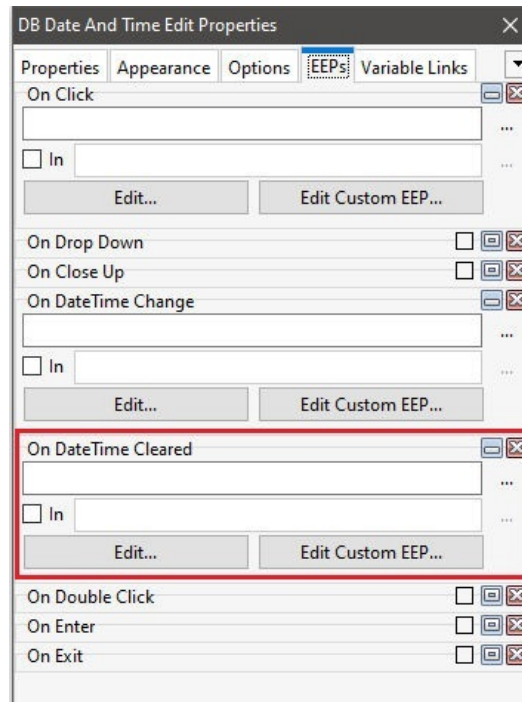 DB Date And Time Edit Properties
Properties Appearance Options EEPs Variable Links
On Click
...
In ...
Edit... Edit Custom EEP...
On Drop Down
On Close Up
On DateTime Change
...
In ...
Edit... Edit Custom EEP...
On DateTime Cleared
...
In ...
Edit... Edit Custom EEP...
On Double Click
On Enter
On Exit